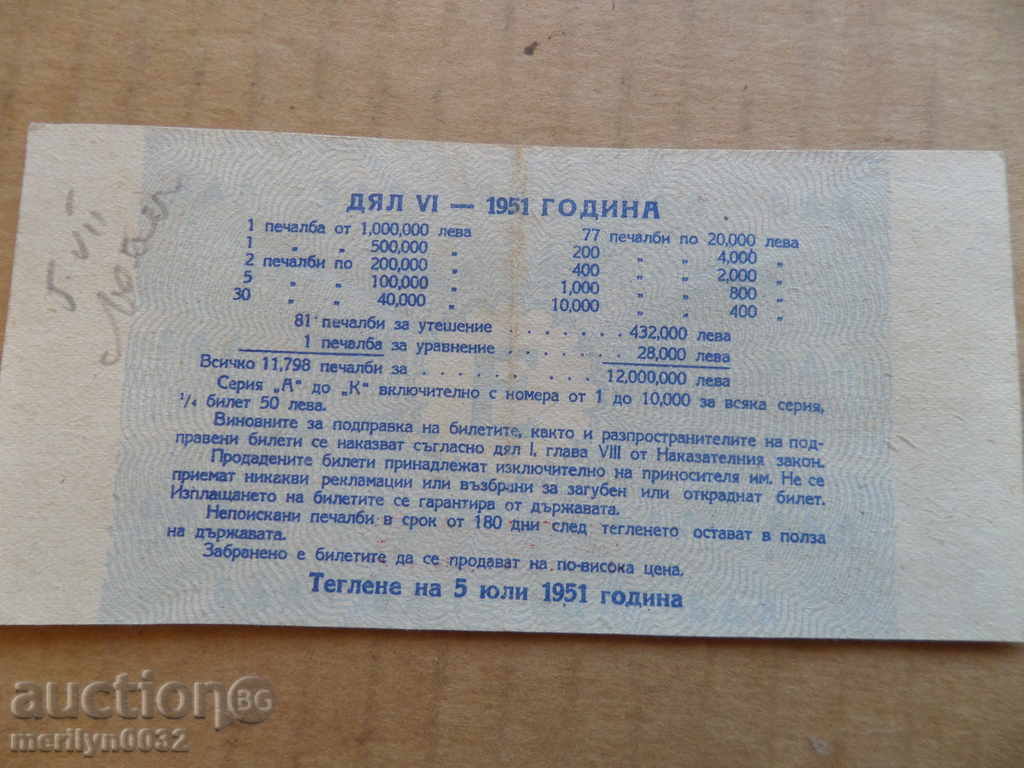 ДЯЛ VI — 1951 ГОДИНА
1 печалба от 1,000,000 лева
1 „ „ 500,000 „
2 печалби по 200,000 „
5 „ „ 100,000 „
30 „ „ 40,000 „
77 печалби по 20,000 лева
200 „ „ 4,000 „
400 „ „ 2,000 „
1,000 „ „ 800 „
10,000 „ „ 400 „
81 печалби за утешение . . . . . . . 432,000 лева
1 печалба за уравнение . . . . . . . 28,000 лева
Всичко 11,798 печалби за . . . . . . . . . . 12,000,000 лева
Серия „А“ до „К“ включително с номера от 1 до 10,000 за всяка серия,
¼ билет 50 лева.
Виновните за подправка на билетите, както и разпространителите на под-
правени билети се наказват съгласно дял I, глава VIII от Наказателния закон.
Продадените билети принадлежат изключително на приносителя им. Не се
приемат никакви рекламации или възбрани за загубен или откраднат билет.
Изплащането на билетите се гарантира от държавата.
Непоискани печалби в срок от 180 дни след тегленето остават в полза
на държавата.
Забранено е билетите да се продават на по-висока цена.
Теглене на 5 юли 1951 година
5. VII
auction BG
merilyn0032